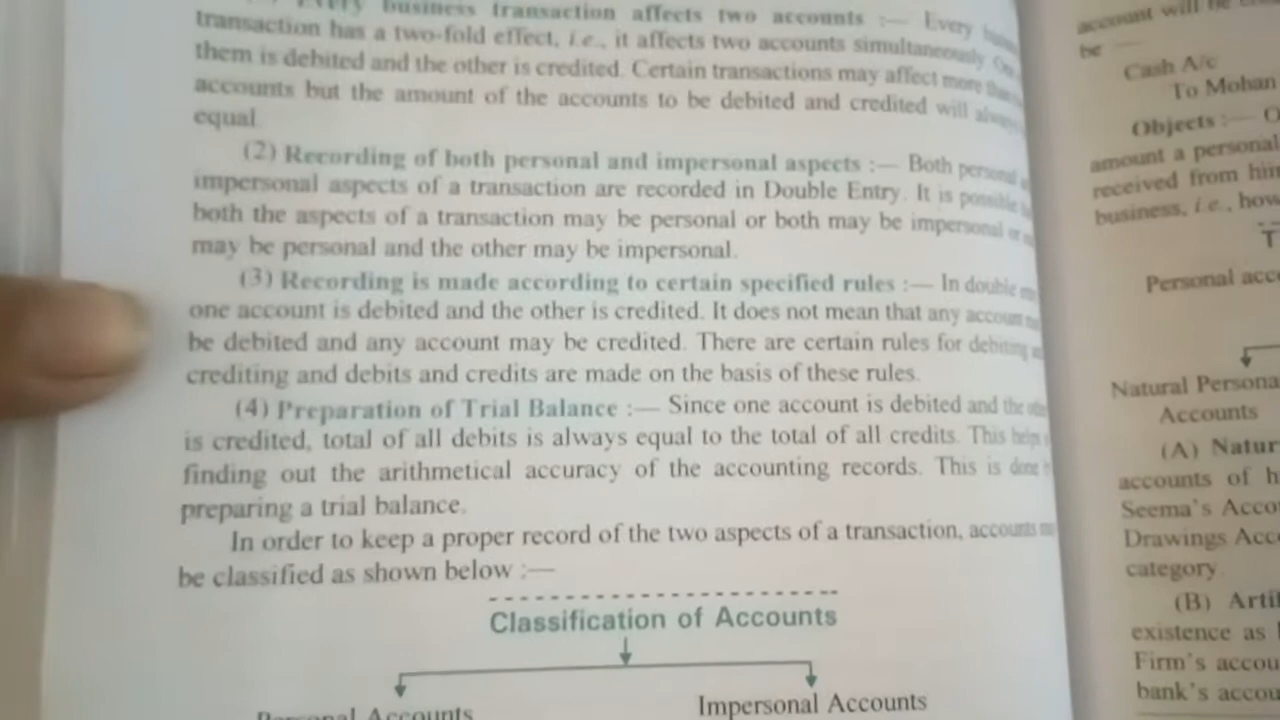 Every business transaction affects two accounts :— Every
transaction has a two-fold effect, i.e., it affects two accounts simultaneously.
them is debited and the other is credited. Certain transactions may affect more than
accounts but the amount of the accounts to be debited and credited will always
equal.
(2) Recording of both personal and impersonal aspects :— Both personal
impersonal aspects of a transaction are recorded in Double Entry. It is possible
both the aspects of a transaction may be personal or both may be impersonal or
may be personal and the other may be impersonal.
(3) Recording is made according to certain specified rules :— In double
one account is debited and the other is credited. It does not mean that any account
be debited and any account may be credited. There are certain rules for debiting
crediting and debits and credits are made on the basis of these rules.
(4) Preparation of Trial Balance :— Since one account is debited and the
is credited, total of all debits is always equal to the total of all credits. This helps
finding out the arithmetical accuracy of the accounting records. This is done
preparing a trial balance.
In order to keep a proper record of the two aspects of a transaction, accounts
be classified as shown below :—
Classification of Accounts
Personal Accounts Impersonal Accounts
account will be
be —
Cash A/c
To Mohan
Objects :—
amount a personal
received from him
business, i.e., how
T
Personal acc
Natural Persona
Accounts
(A) Natur
accounts of h
Seema's Acco
Drawings Acc
category.
(B) Arti
existence as
Firm's accou
bank's accou